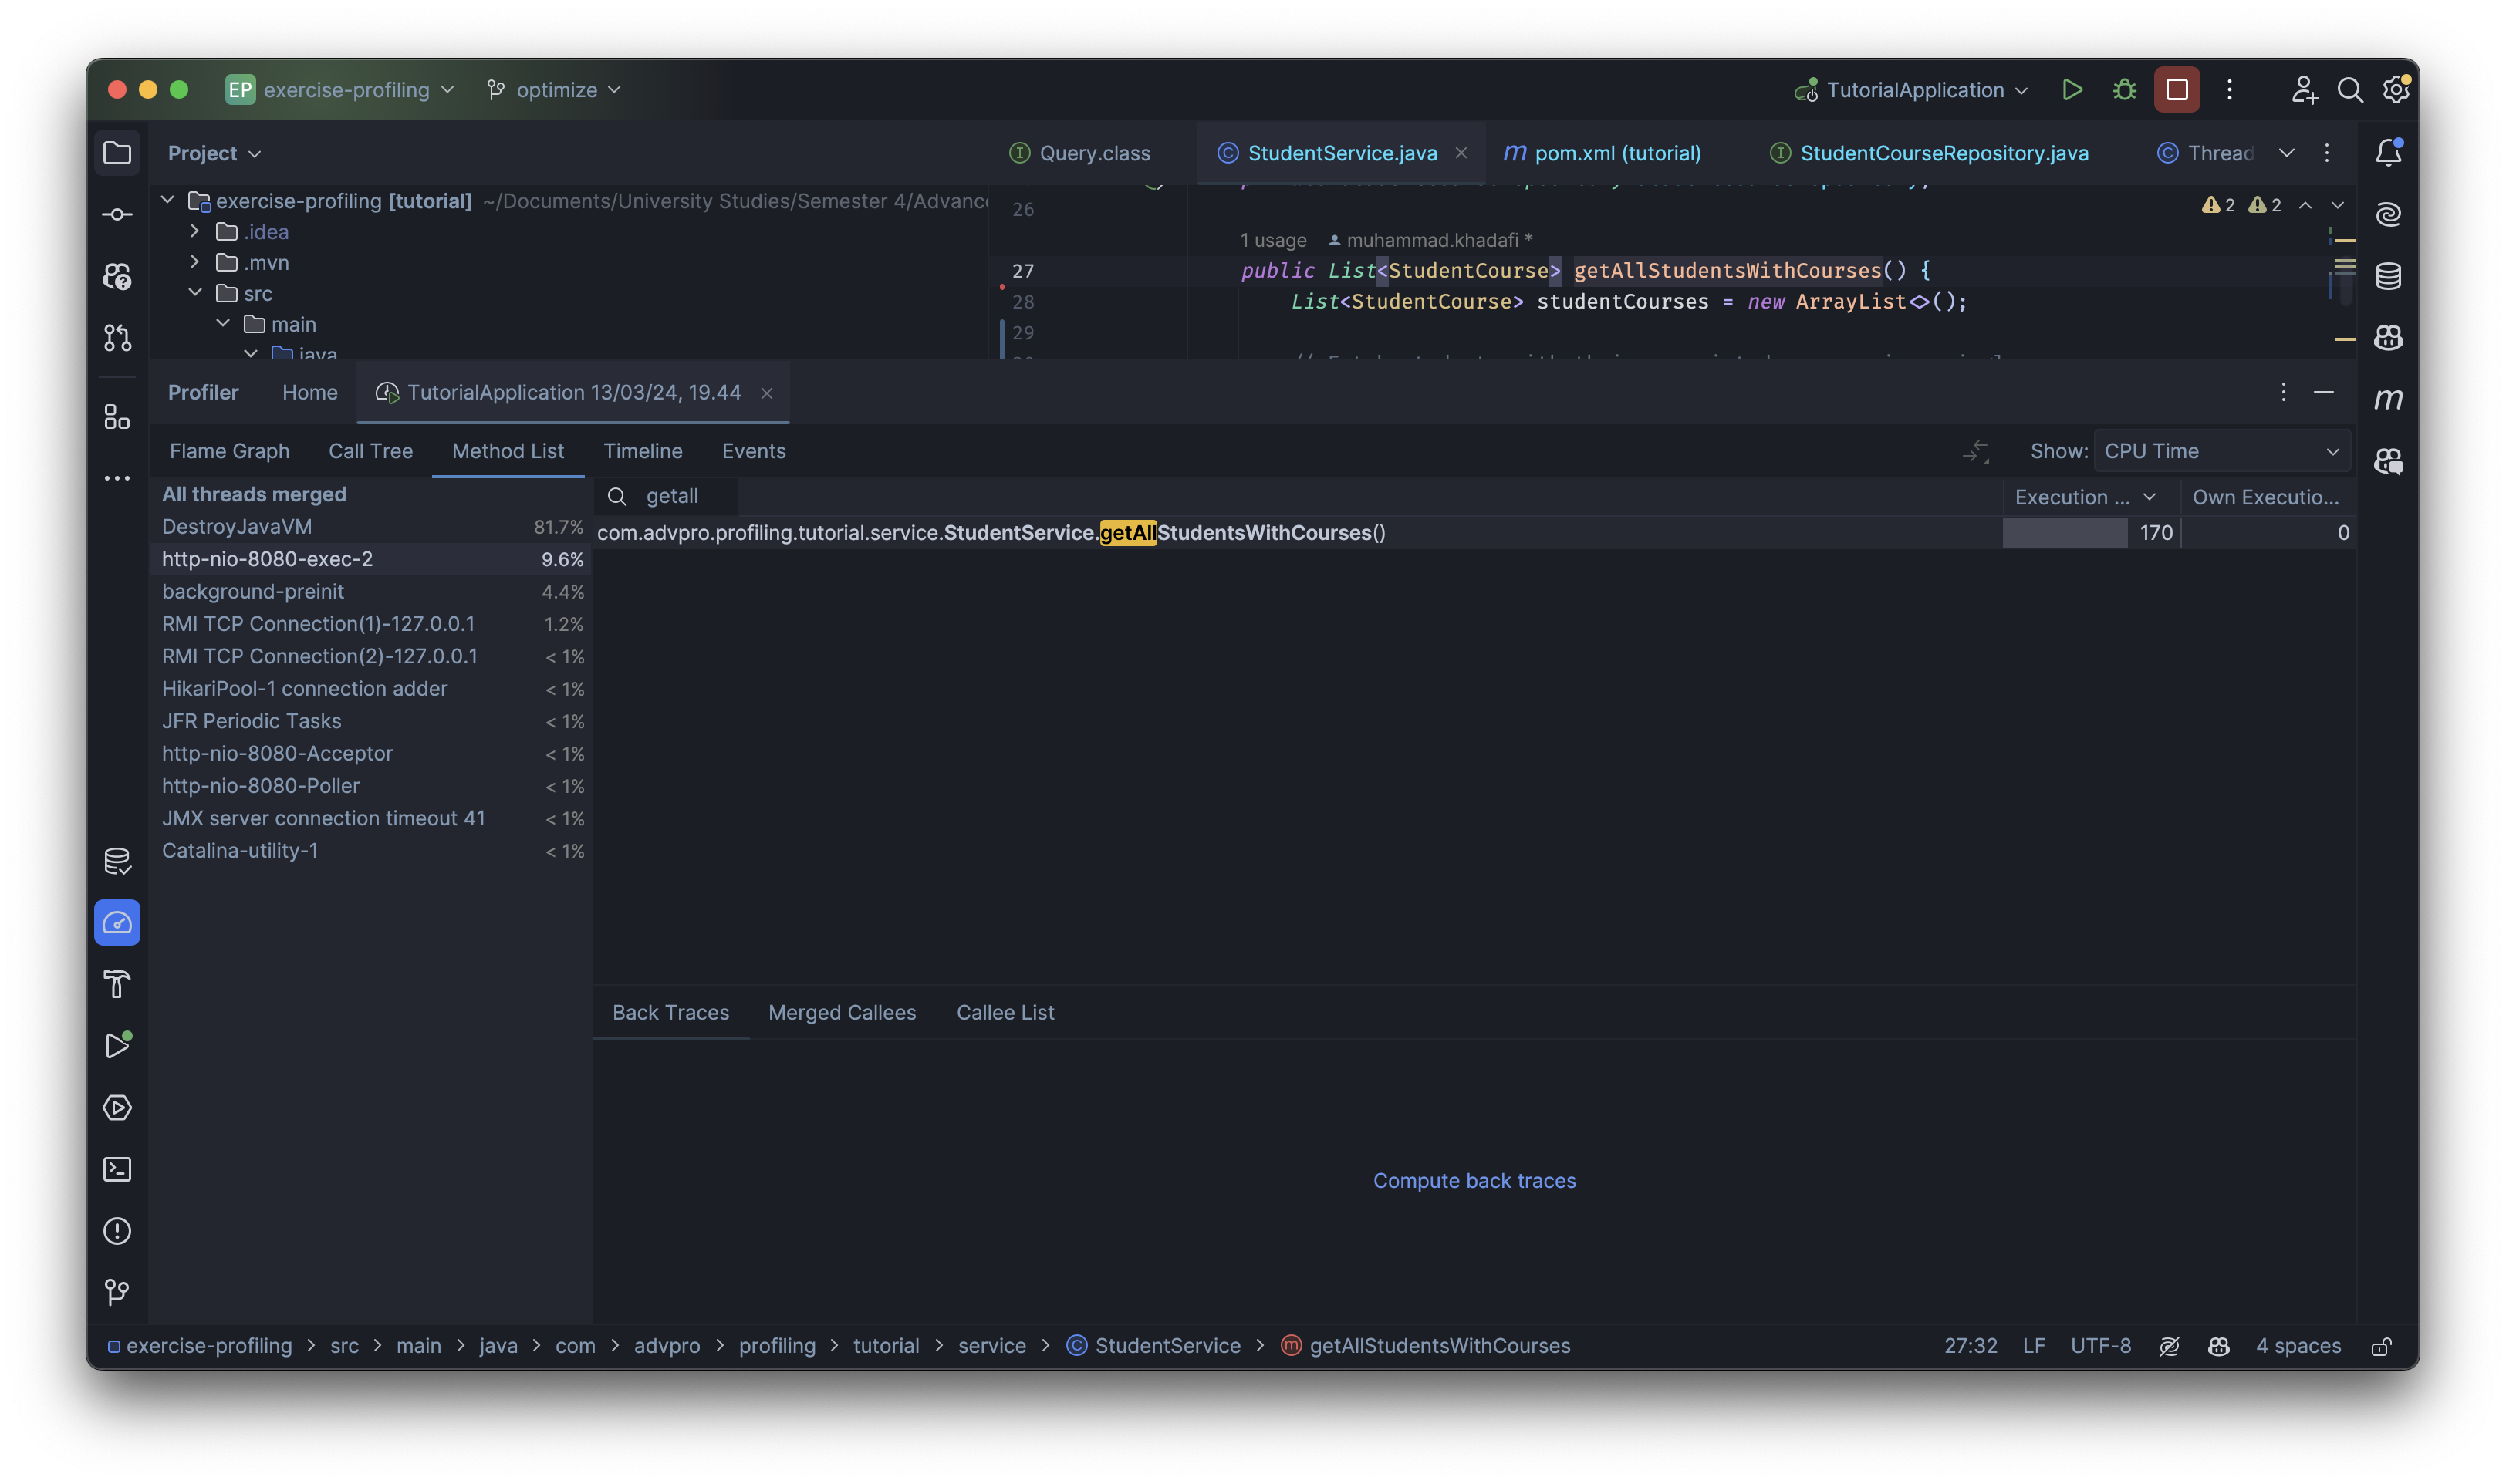 EP exercise-profiling
optimize
TutorialApplication
Project
Query.class
StudentService.java
m pom.xml (tutorial)
StudentCourseRepository.java
Thread
exercise-profiling [tutorial] ~/Documents/University Studies/Semester 4/Advanc
.idea
.mvn
src
main
java
26
2 2
1 usage muhammad.khadafi *
27 public List<StudentCourse> getAllStudentsWithCourses() {
28 List<StudentCourse> studentCourses = new ArrayList<>();
29
Profiler Home TutorialApplication 13/03/24, 19.44
Flame Graph Call Tree Method List Timeline Events
Show: CPU Time
All threads merged
DestroyJavaVM 81.7%
http-nio-8080-exec-2 9.6%
background-preinit 4.4%
RMI TCP Connection(1)-127.0.0.1 1.2%
RMI TCP Connection(2)-127.0.0.1 < 1%
HikariPool-1 connection adder < 1%
JFR Periodic Tasks < 1%
http-nio-8080-Acceptor < 1%
http-nio-8080-Poller < 1%
JMX server connection timeout 41 < 1%
Catalina-utility-1 < 1%
getall
Execution ... Own Executio...
com.advpro.profiling.tutorial.service.StudentService.getAllStudentsWithCourses() 170 0
Back Traces Merged Callees Callee List
Compute back traces
exercise-profiling > src > main > java > com > advpro > profiling > tutorial > service > StudentService > getAllStudentsWithCourses
27:32 LF UTF-8 4 spaces